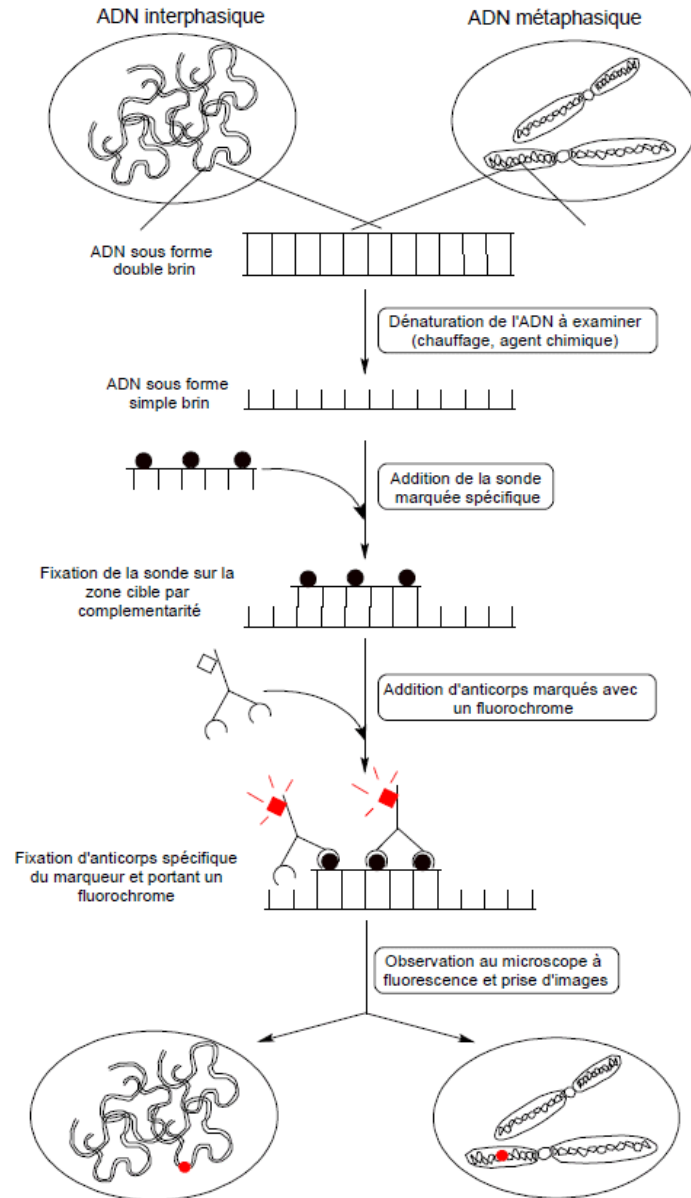 ADN interphasique
ADN métaphasique
ADN sous forme
double brin
Dénaturation de l'ADN à examiner
(chauffage, agent chimique)
ADN sous forme
simple brin
Addition de la sonde
marquée spécifique
Fixation de la sonde sur la
zone cible par
complementarité
Addition d'anticorps marqués avec
un fluorochrome
Fixation d'anticorps spécifique
du marqueur et portant un
fluorochrome
Observation au microscope à
fluorescence et prise d'images